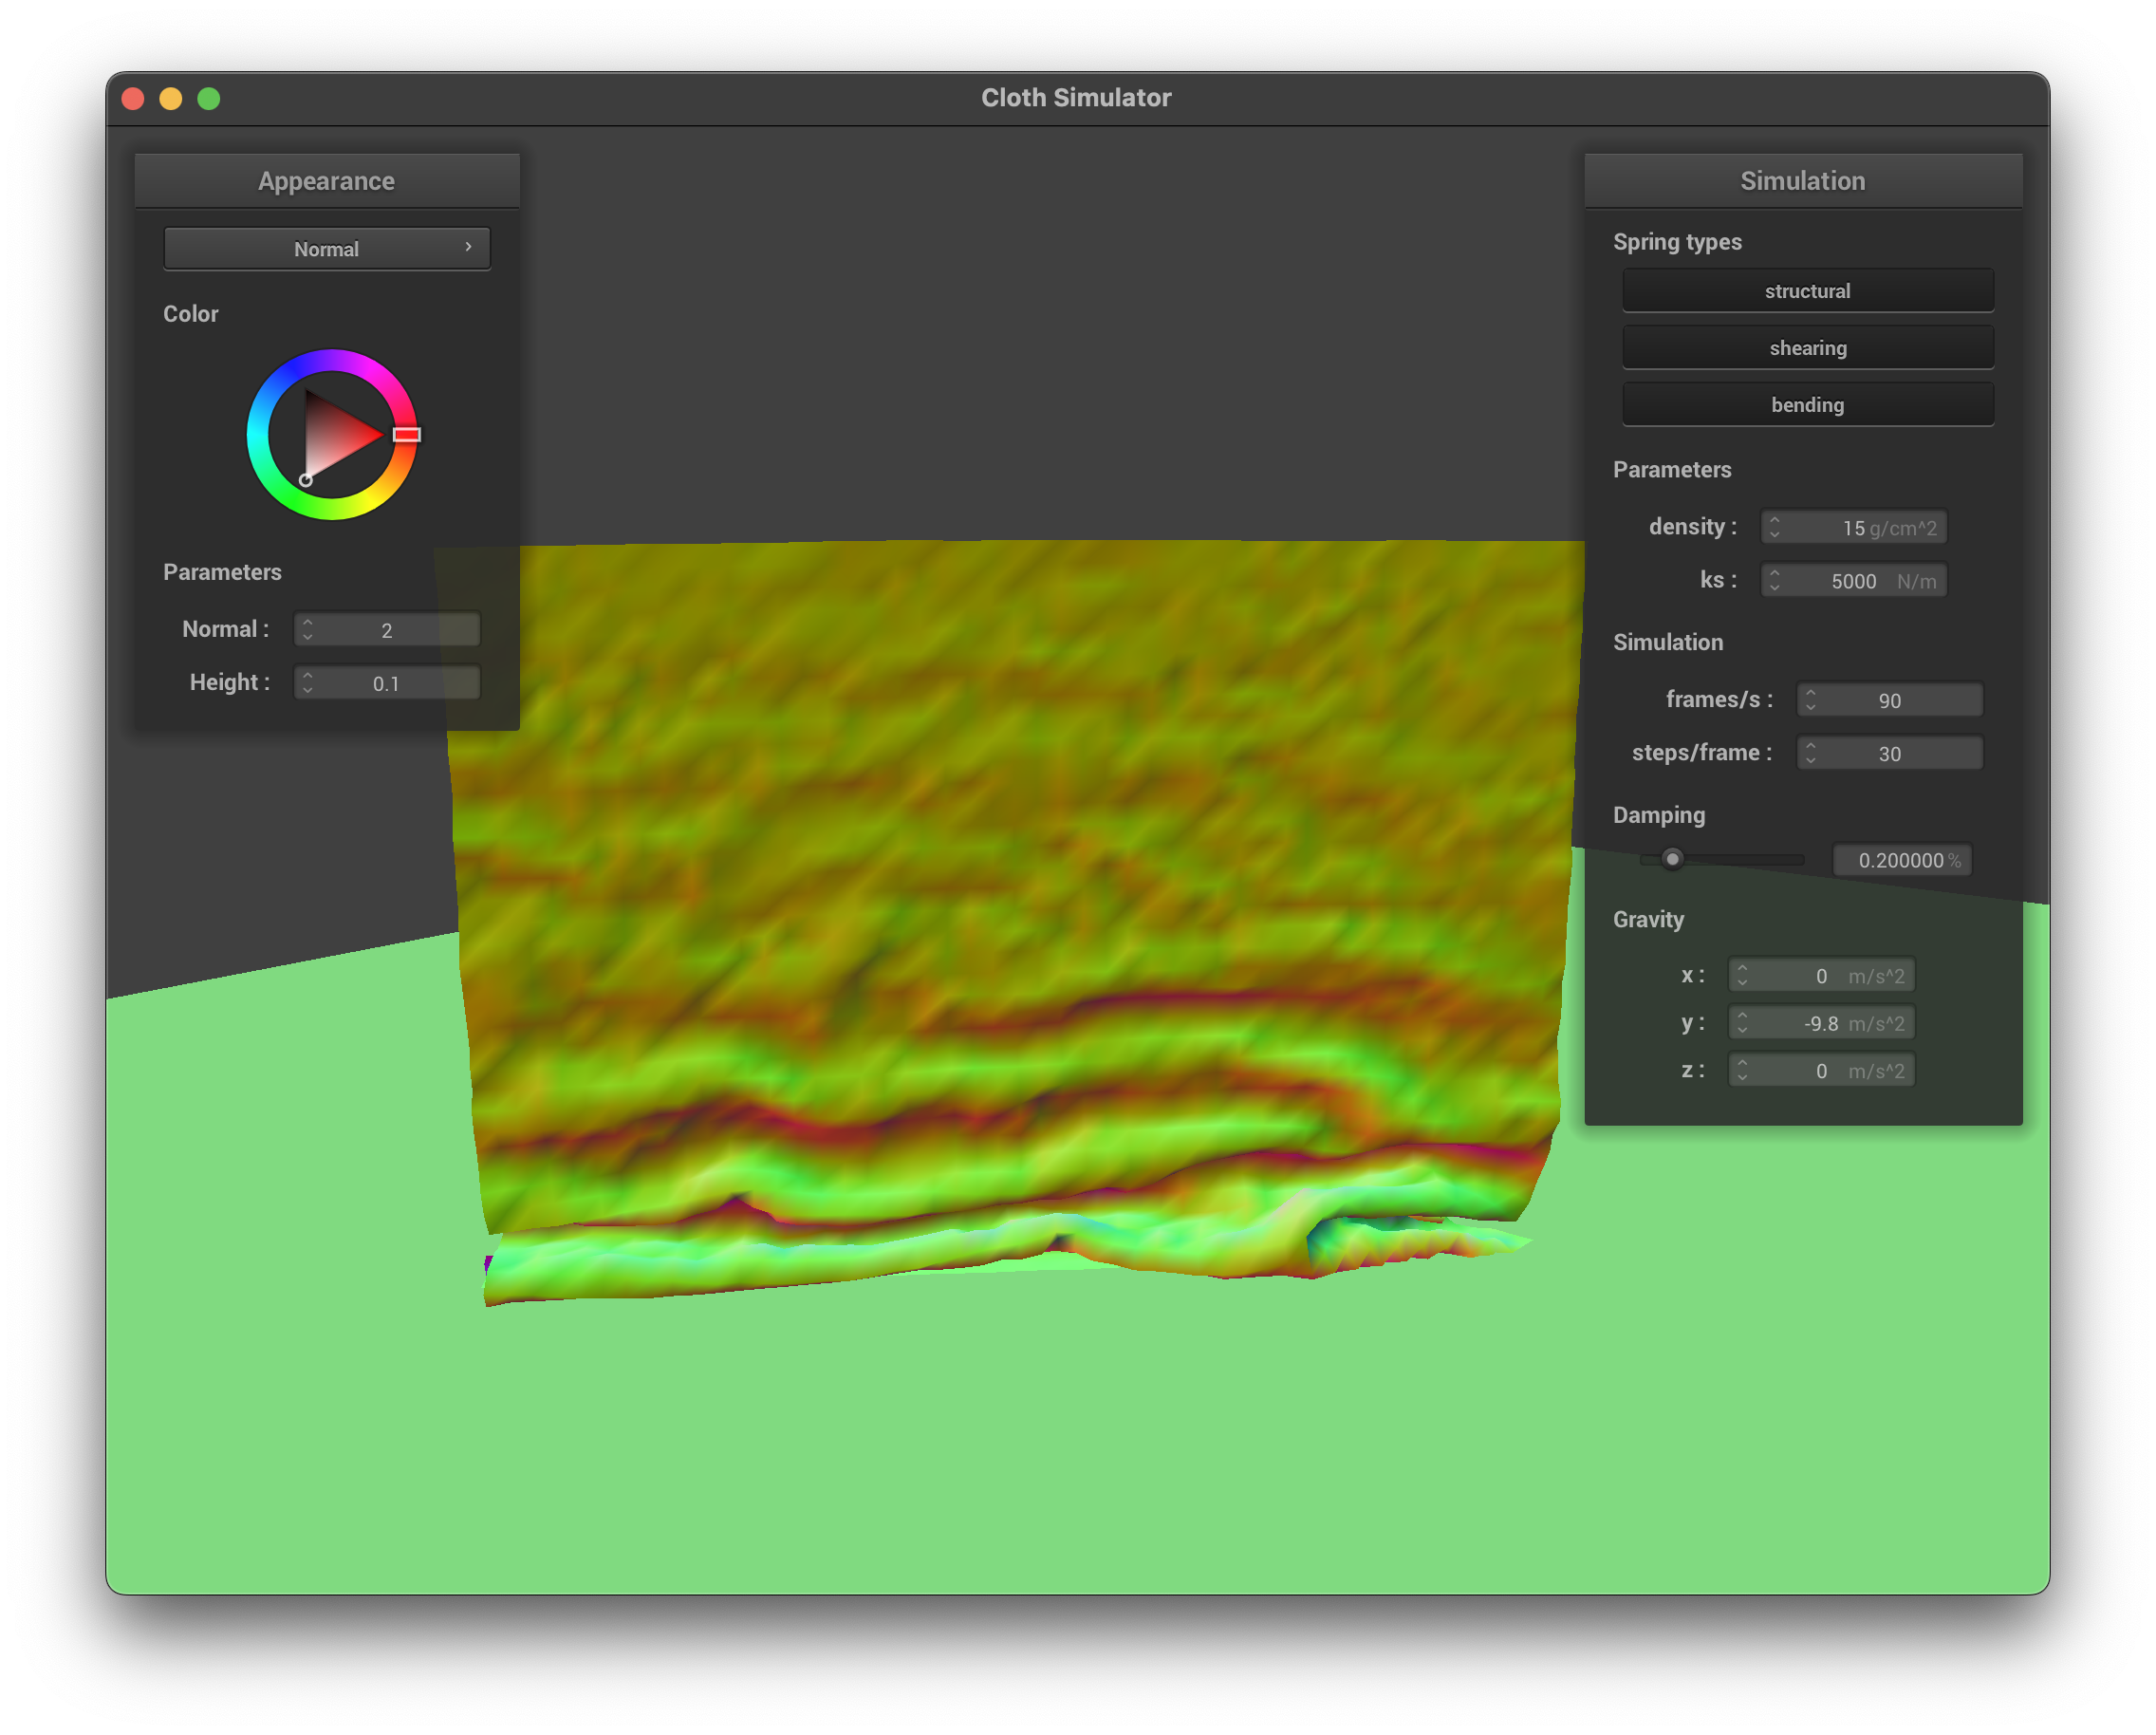 Cloth Simulator
Appearance
Normal
Color
Parameters
Normal : 2
Height : 0.1
Simulation
Spring types
structural
shearing
bending
Parameters
density : 15 g/cm^2
ks : 5000 N/m
Simulation
frames/s : 90
steps/frame : 30
Damping
0.200000 %
Gravity
x : 0 m/s^2
y : -9.8 m/s^2
z : 0 m/s^2